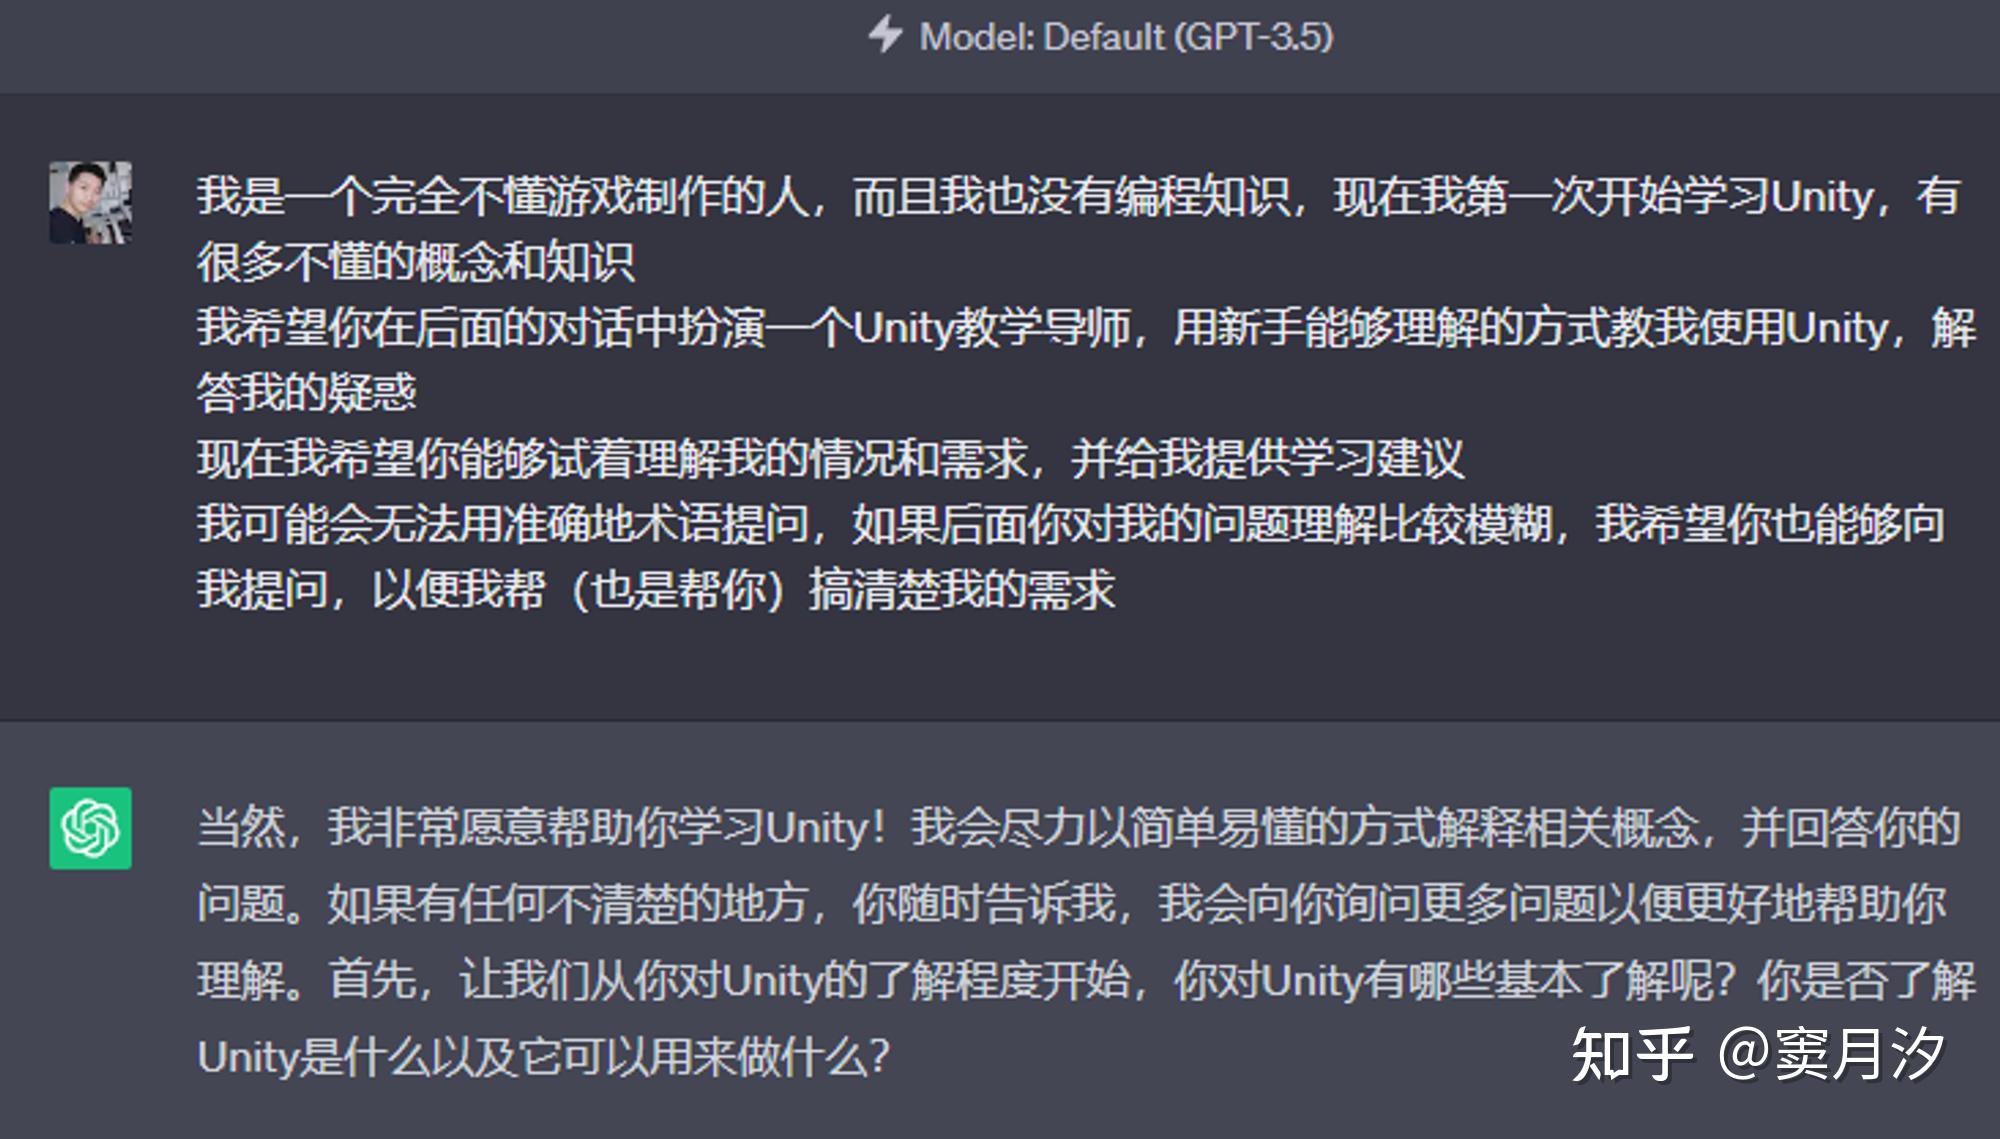 Model: Default (GPT-3.5)
我是一个完全不懂游戏制作的人，而且我也没有编程知识，现在我第一次开始学习Unity，有
很多不懂的概念和知识
我希望你在后面的对话中扮演一个Unity教学导师，用新手能够理解的方式教我使用Unity，解
答我的疑惑
现在我希望你能够试着理解我的情况和需求，并给我提供学习建议
我可能会无法用准确地术语提问，如果后面你对我的问题理解比较模糊，我希望你也能够向
我提问，以便我帮（也是帮你）搞清楚我的需求
当然，我非常愿意帮助你学习Unity！我会尽力以简单易懂的方式解释相关概念，并回答你的
问题。如果有任何不清楚的地方，你随时告诉我，我会向你询问更多问题以便更好地帮助你
理解。首先，让我们从你对Unity的了解程度开始，你对Unity有哪些基本了解呢？你是否了解
Unity是什么以及它可以用来做什么？
知乎 @窦月汐